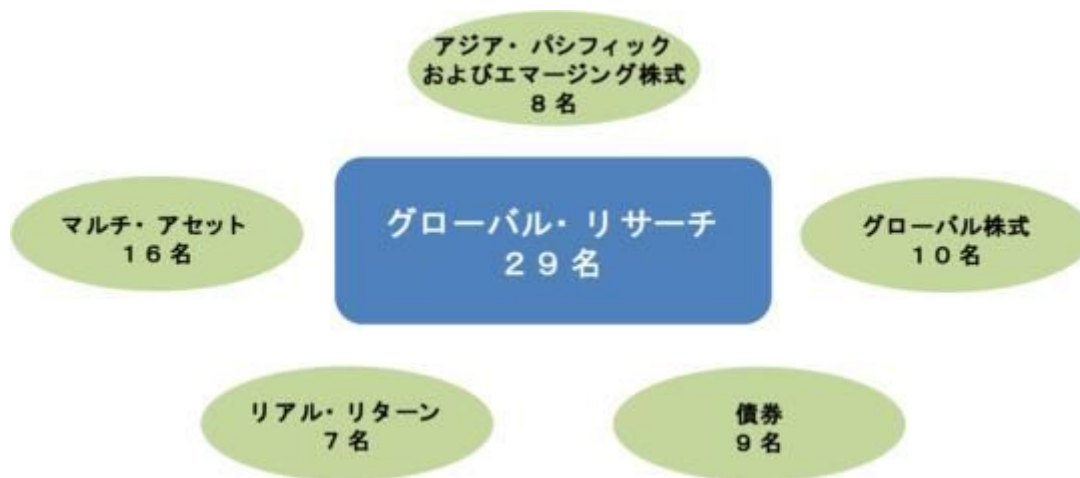 アジア・パシフィック
およびエマージング株式
８名
マルチ・アセット
１６名
グローバル・リサーチ
２９名
グローバル株式
１０名
リアル・リターン
７名
債券
９名